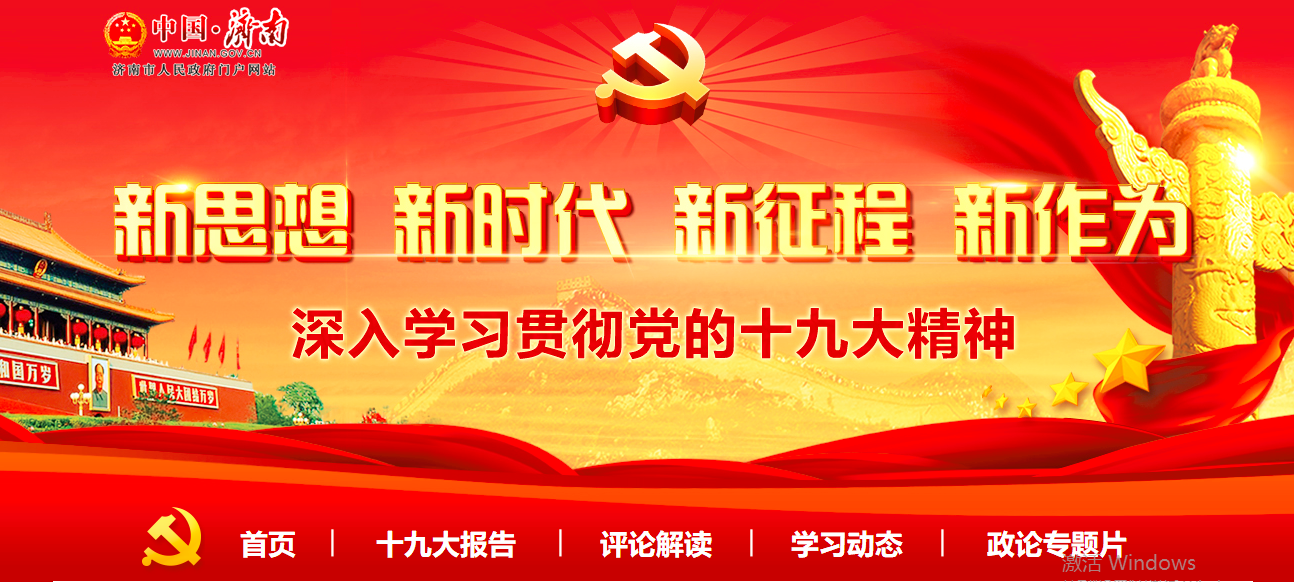 中国·济南
WWW.JINAN.GOV.CN
济南市人民政府门户网站
新思想 新时代 新征程 新作为
深入学习贯彻党的十九大精神
和国万岁
世界人民大团结万岁
首页 | 十九大报告 | 评论解读 | 学习动态 | 政论专题片
激活 Windows